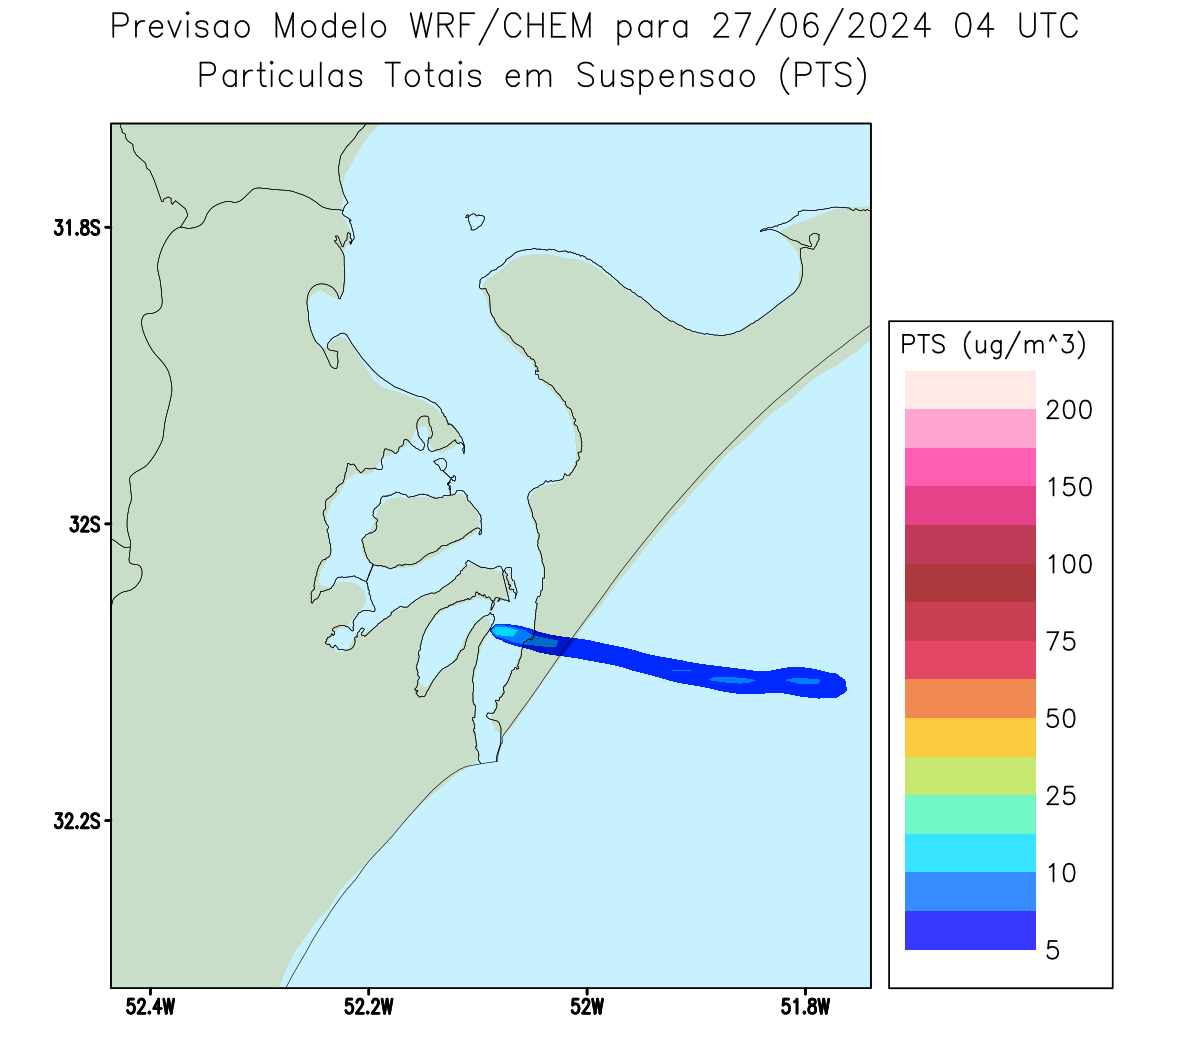 Previsao Modelo WRF/CHEM para 27/06/2024 04 UTC
Particulas Totais em Suspensao (PTS)
31.8S
32S
32.2S
52.4W
52.2W
52W
51.8W
PTS (ug/m^3)
200
150
100
75
50
25
10
5